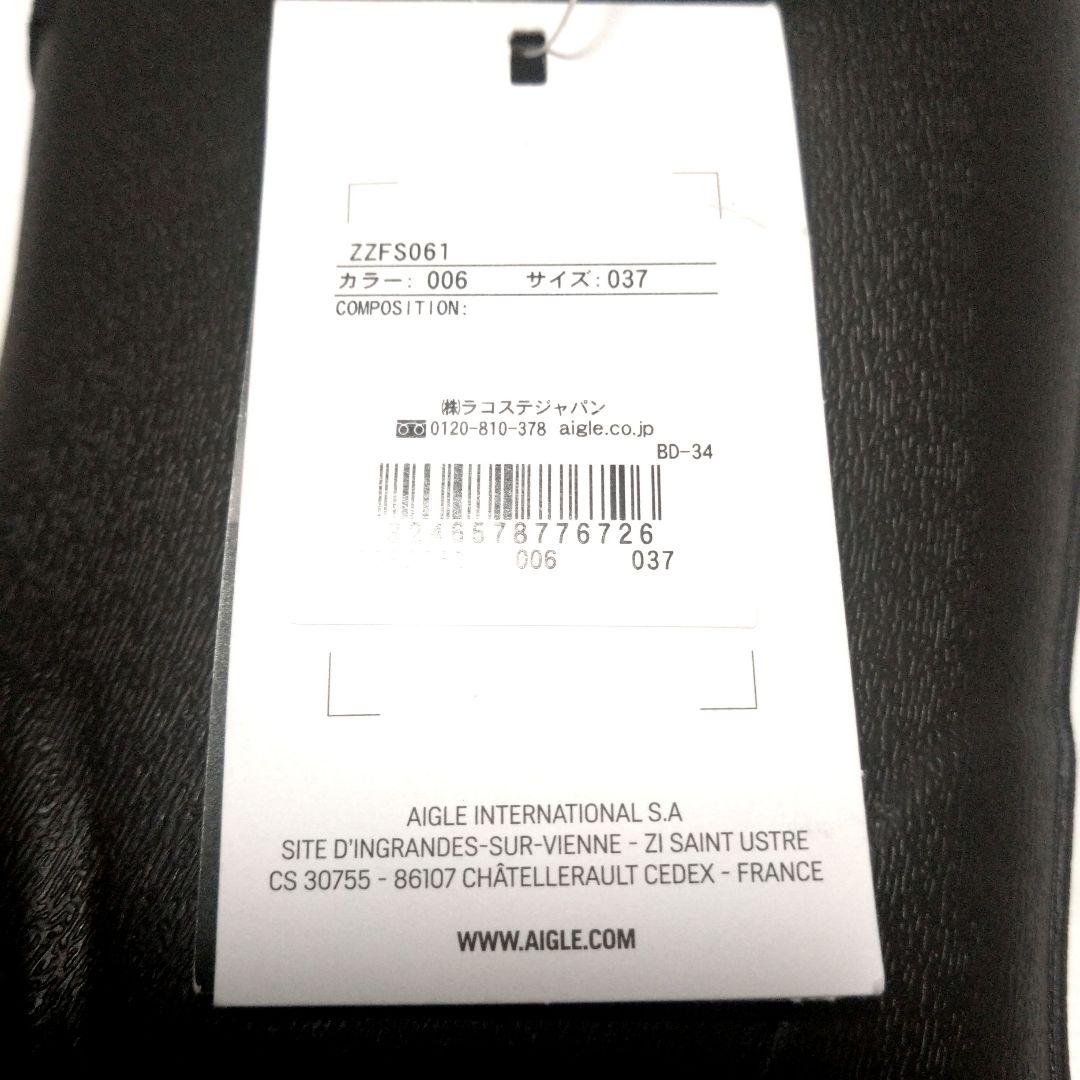 ZZFS061
カラー: 006 サイズ:037
COMPOSITION:
㈱ラコステジャパン
0120-810-378 aigle.co.jp
BD-34
3246578776726
006 037
AIGLE INTERNATIONAL S.A
SITE D'INGRANDES-SUR-VIENNE - ZI SAINT USTRE
CS 30755 - 86107 CHÂTELLERAULT CEDEX - FRANCE
WWW.AIGLE.COM